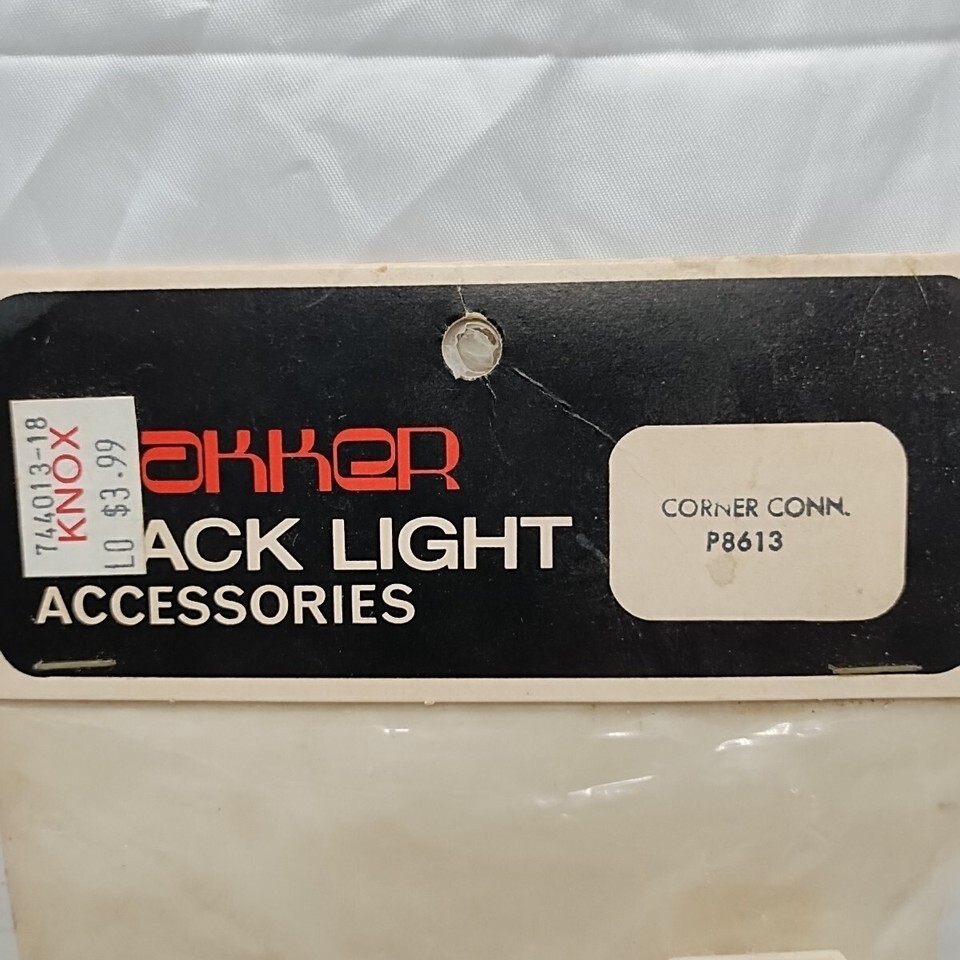 744013-18
KNOX
LO $3.99
AKKER
ACK LIGHT
ACCESSORIES
CORNER CONN.
P8613